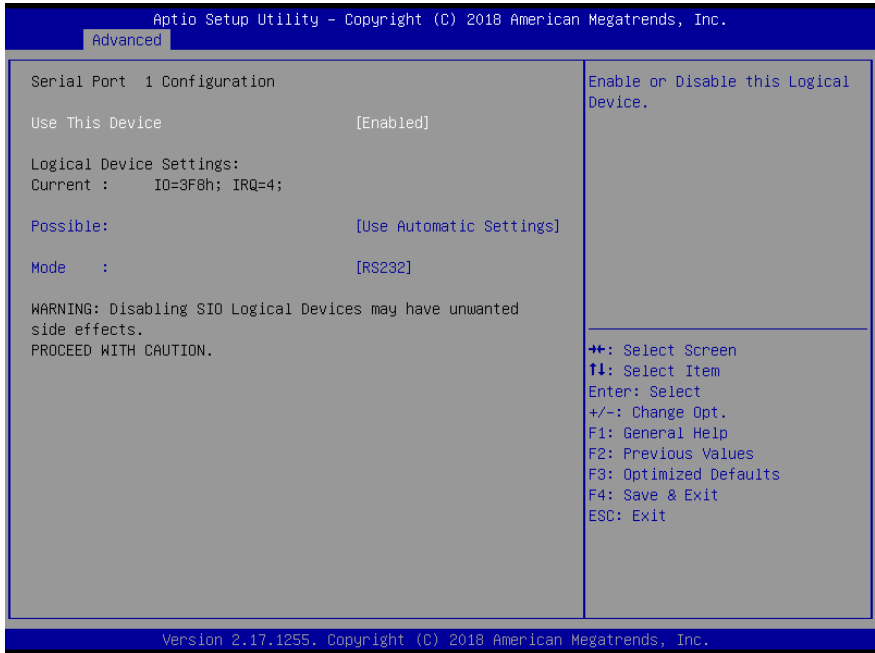 Aptio Setup Utility – Copyright (C) 2018 American Megatrends, Inc.
Advanced
Serial Port 1 Configuration
Use This Device [Enabled]
Logical Device Settings:
Current : IO=3F8h; IRQ=4;
Possible: [Use Automatic Settings]
Mode : [RS232]
WARNING: Disabling SIO Logical Devices may have unwanted
side effects.
PROCEED WITH CAUTION.
Enable or Disable this Logical
Device.
→←: Select Screen
↑↓: Select Item
Enter: Select
+/-: Change Opt.
F1: General Help
F2: Previous Values
F3: Optimized Defaults
F4: Save & Exit
ESC: Exit
Version 2.17.1255. Copyright (C) 2018 American Megatrends, Inc.